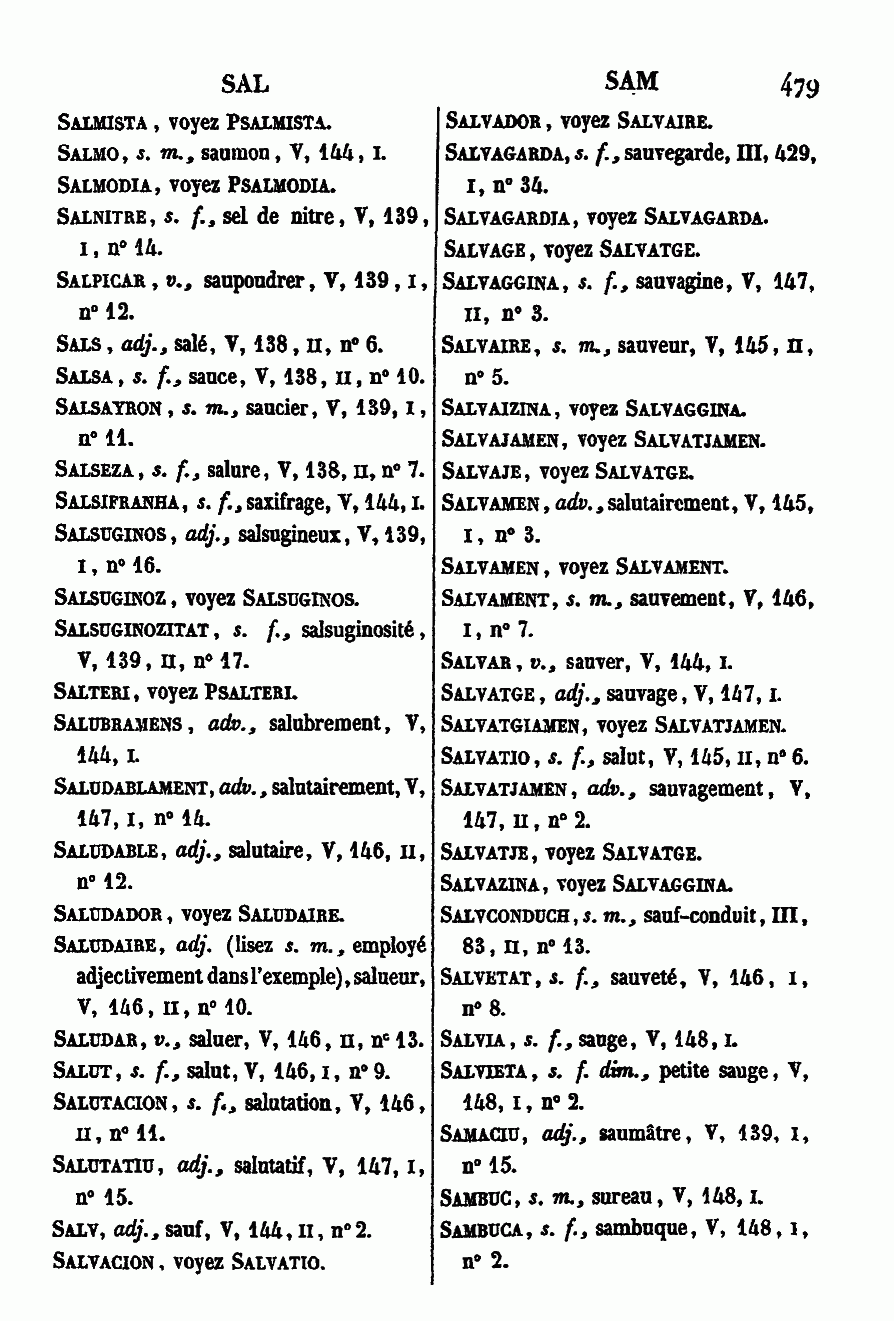 SAL
SAM
479
SALMISTA, voyez PSALMISTA.
SALMO, s. m., saumon, V, 144, I.
SALMODIA, voyez PSALMODIA.
SALNITRE, s. f., sel de nitre, V, 139,
I, n° 14.
SALPICAR, v., saupoudrer, V, 139, I,
n° 12.
SALS, adj., salé, V, 138, II, n° 6.
SALSA, s. f., sauce, V, 138, II, n° 10.
SALSAYRON, s. m., saucier, V, 139, I,
n° 11.
SALSEZA, s. f., salure, V, 138, II, n° 7.
SALSIFRANHA, s. f., saxifrage, V, 144, I.
SALSUGINOS, adj., salsugineux, V, 139,
I, n° 16.
SALSUGINOZ, voyez SALSUGINOS.
SALSUGINOZITAT, s. f., salsuginosité,
V, 139, II, n° 17.
SALTERI, voyez PSALTERI.
SALUBRAMENS, adv., salubrement, V,
144, I.
SALUDABLAMENT, adv., salutairement, V,
147, I, n° 14.
SALUDABLE, adj., salutaire, V, 146, II,
n° 12.
SALUDADOR, voyez SALUDAIRE.
SALUDAIRE, adj. (lisez s. m., employé
adjectivement dans l'exemple), salueur,
V, 146, II, n° 10.
SALUDAR, v., saluer, V, 146, II, n° 13.
SALUT, s. f., salut, V, 146, I, n° 9.
SALUTACION, s. f., salutation, V, 146,
II, n° 11.
SALUTATIU, adj., salutatif, V, 147, I,
n° 15.
SALV, adj., sauf, V, 144, II, n° 2.
SALVACION, voyez SALVATIO.
SALVADOR, voyez SALVAIRE.
SALVAGARDA, s. f., sauvegarde, III, 429,
I, n° 34.
SALVAGARDIA, voyez SALVAGARDA.
SALVAGE, voyez SALVATGE.
SALVAGGINA, s. f., sauvagine, V, 147,
II, n° 3.
SALVAIRE, s. m., sauveur, V, 145, II,
n° 5.
SALVAIZINA, voyez SALVAGGINA.
SALVAJAMEN, voyez SALVATJAMEN.
SALVAJE, voyez SALVATGE.
SALVAMEN, adv., salutairement, V, 145,
I, n° 3.
SALVAMEN, voyez SALVAMENT.
SALVAMENT, s. m., sauvement, V, 146,
I, n° 7.
SALVAR, v., sauver, V, 144, I.
SALVATGE, adj., sauvage, V, 147, I.
SALVATGIAMEN, voyez SALVATJAMEN.
SALVATIO, s. f., salut, V, 145, II, n° 6.
SALVATJAMEN, adv., sauvagement, V,
147, II, n° 2.
SALVATJE, voyez SALVATGE.
SALVAZINA, voyez SALVAGGINA.
SALVCONDUCH, s. m., sauf-conduit, III,
83, II, n° 13.
SALVETAT, s. f., sauveté, V, 146, I,
n° 8.
SALVIA, s. f., sauge, V, 148, I.
SALVIETA, s. f. dim., petite sauge, V,
148, I, n° 2.
SAMACIU, adj., saumâtre, V, 139, I,
n° 15.
SAMBUC, s. m., sureau, V, 148, I.
SAMBUCA, s. f., sambuque, V, 148, I,
n° 2.